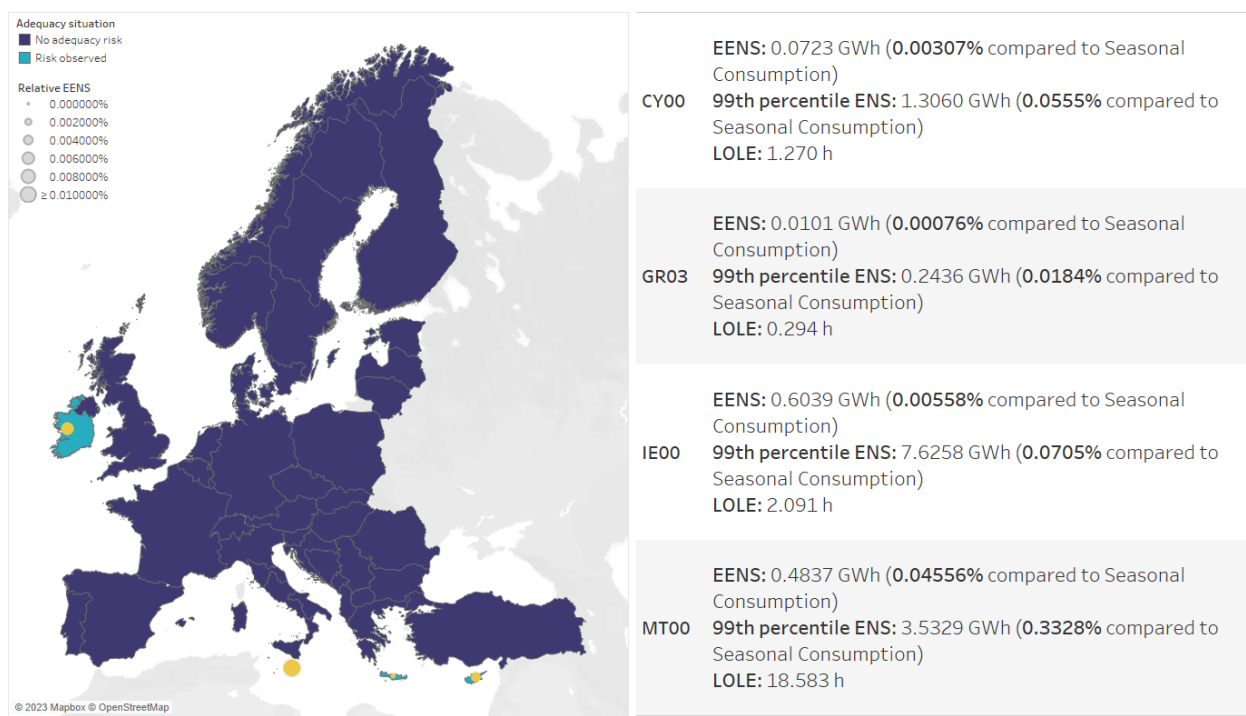 Adequacy situation
No adequacy risk
Risk observed
Relative EENS
0.000000%
0.002000%
0.004000%
0.006000%
0.008000%
≥ 0.010000%
© 2023 Mapbox © OpenStreetMap
CY00
EENS: 0.0723 GWh (0.00307% compared to Seasonal
Consumption)
99th percentile ENS: 1.3060 GWh (0.0555% compared to
Seasonal Consumption)
LOLE: 1.270 h
GR03
EENS: 0.0101 GWh (0.00076% compared to Seasonal
Consumption)
99th percentile ENS: 0.2436 GWh (0.0184% compared to
Seasonal Consumption)
LOLE: 0.294 h
IE00
EENS: 0.6039 GWh (0.00558% compared to Seasonal
Consumption)
99th percentile ENS: 7.6258 GWh (0.0705% compared to
Seasonal Consumption)
LOLE: 2.091 h
MT00
EENS: 0.4837 GWh (0.04556% compared to Seasonal
Consumption)
99th percentile ENS: 3.5329 GWh (0.3328% compared to
Seasonal Consumption)
LOLE: 18.583 h